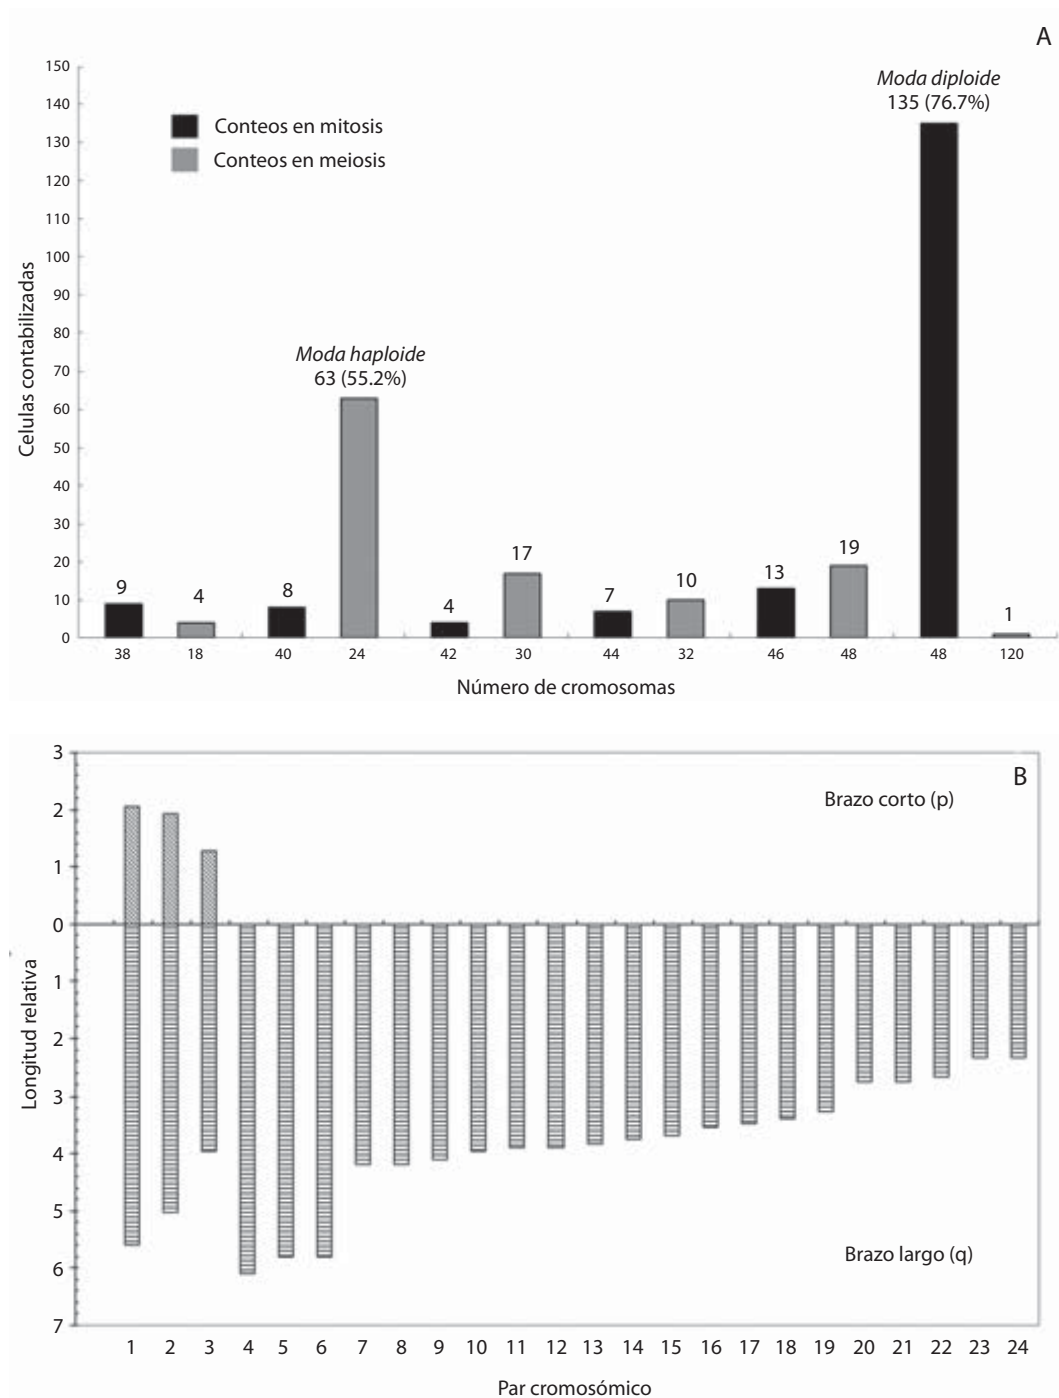 A
150
140
130
120
110
100
90
80
70
60
50
40
30
20
10
0
Celulas contabilizadas
Conteos en mitosis
Conteos en meiosis
Moda haploide
63 (55.2%)
Moda diploide
135 (76.7%)
9
4
8
4
17
7
10
13
19
1
38 18 40 24 42 30 44 32 46 48 48 120
Número de cromosomas
B
3
2
1
0
1
2
3
4
5
6
7
Longitud relativa
Brazo corto (p)
Brazo largo (q)
1 2 3 4 5 6 7 8 9 10 11 12 13 14 15 16 17 18 19 20 21 22 23 24
Par cromosómico